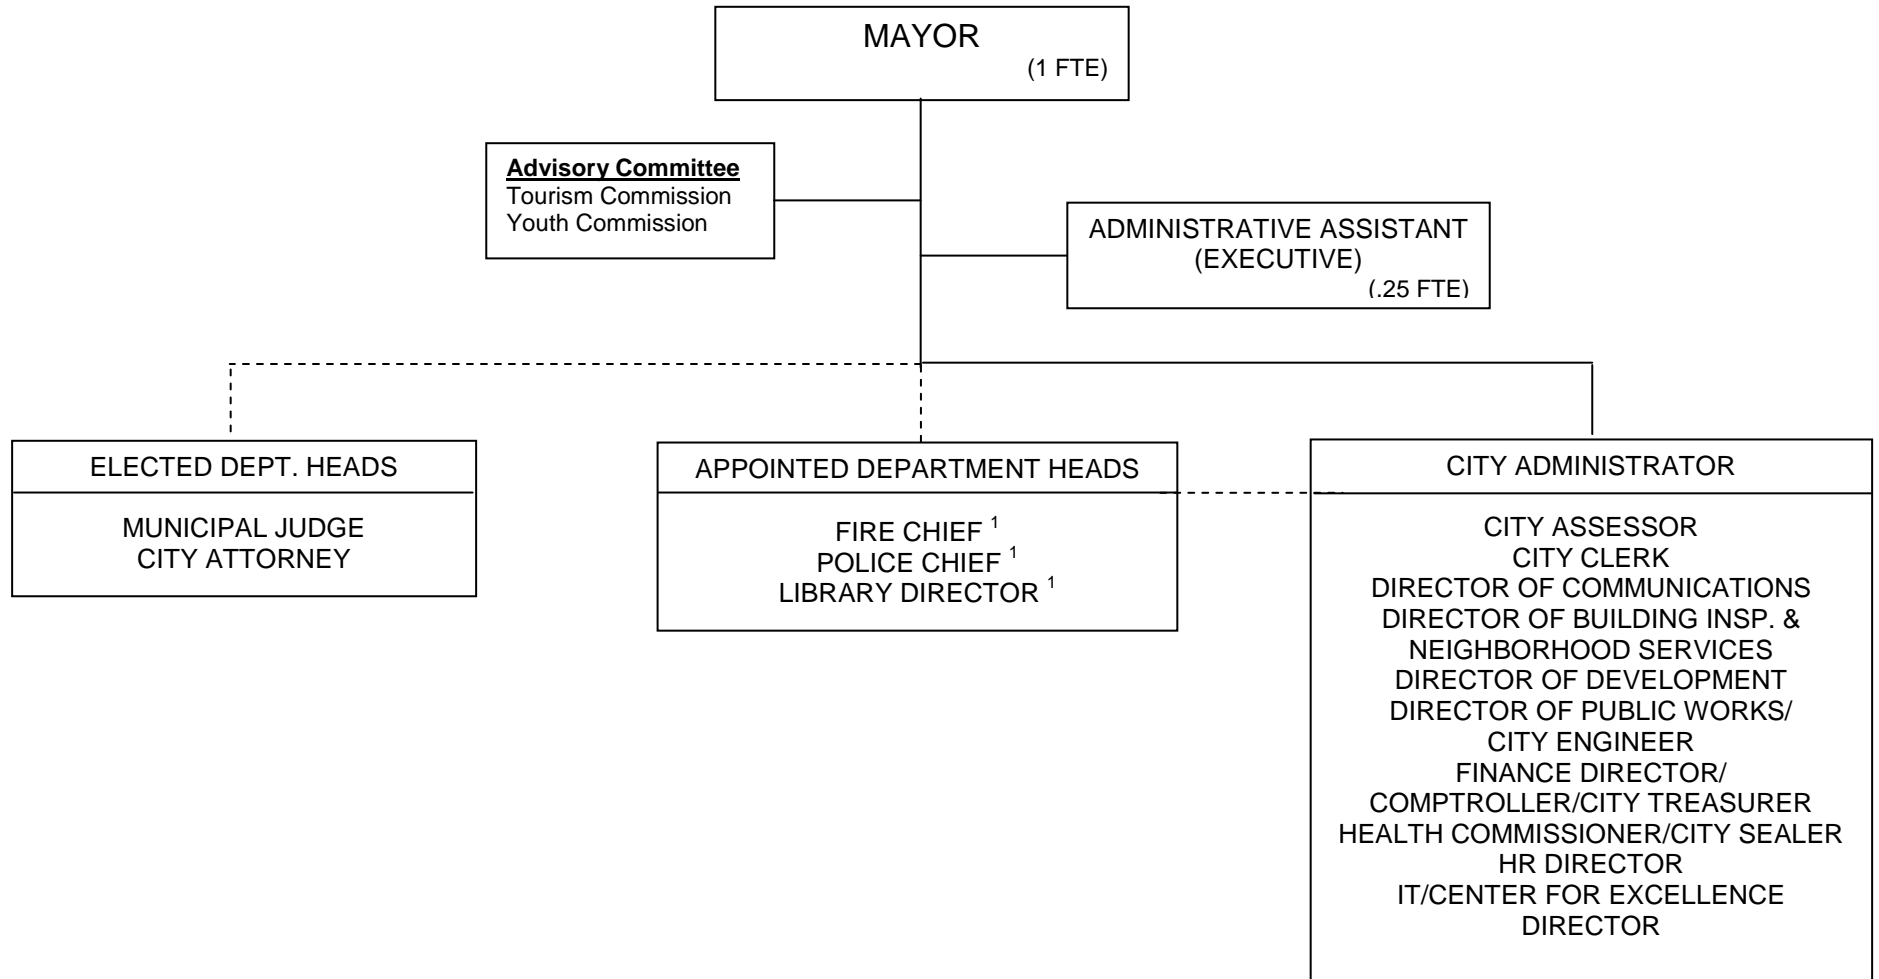 MAYOR
(1 FTE)
Advisory Committee
Tourism Commission
Youth Commission
ADMINISTRATIVE ASSISTANT
(EXECUTIVE)
(.25 FTE)
ELECTED DEPT. HEADS
MUNICIPAL JUDGE
CITY ATTORNEY
APPOINTED DEPARTMENT HEADS
FIRE CHIEF 1
POLICE CHIEF 1
LIBRARY DIRECTOR 1
CITY ADMINISTRATOR
CITY ASSESSOR
CITY CLERK
DIRECTOR OF COMMUNICATIONS
DIRECTOR OF BUILDING INSP. &
NEIGHBORHOOD SERVICES
DIRECTOR OF DEVELOPMENT
DIRECTOR OF PUBLIC WORKS/
CITY ENGINEER
FINANCE DIRECTOR/
COMPTROLLER/CITY TREASURER
HEALTH COMMISSIONER/CITY SEALER
HR DIRECTOR
IT/CENTER FOR EXCELLENCE
DIRECTOR